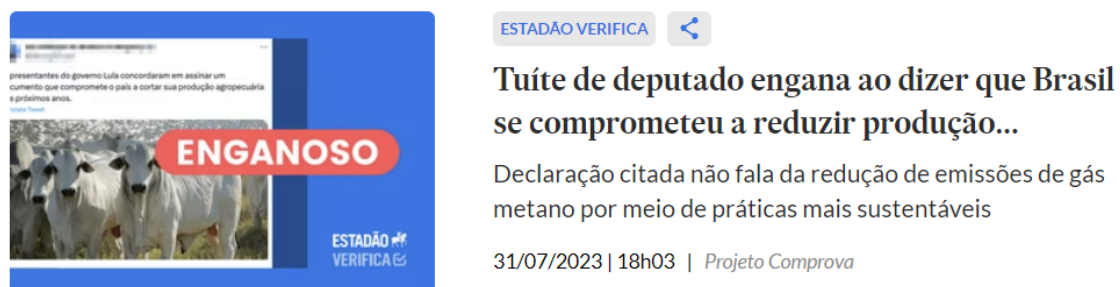 presentantes do governo Lula concordaram em assinar um
cumento que compromete o país a cortar sua produção agropecuária
s próximos anos.
ENGANOSO
ESTADÃO
VERIFICA
ESTADÃO VERIFICA
Tuíte de deputado engana ao dizer que Brasil
se comprometeu a reduzir produção...
Declaração citada não fala da redução de emissões de gás
metano por meio de práticas mais sustentáveis
31/07/2023 | 18h03 | Projeto Comprova